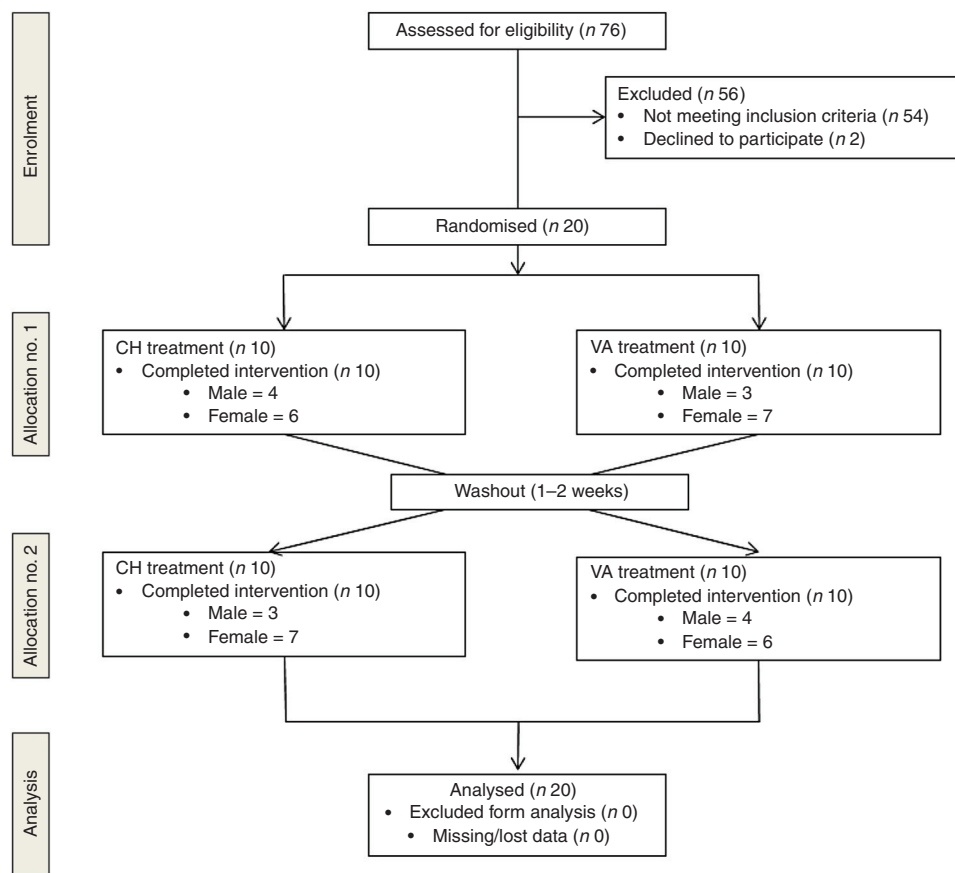 Enrolment
Assessed for eligibility (n 76)
Excluded (n 56)
• Not meeting inclusion criteria (n 54)
• Declined to participate (n 2)
Randomised (n 20)
Allocation no. 1
CH treatment (n 10)
• Completed intervention (n 10)
• Male = 4
• Female = 6
VA treatment (n 10)
• Completed intervention (n 10)
• Male = 3
• Female = 7
Washout (1–2 weeks)
Allocation no. 2
CH treatment (n 10)
• Completed intervention (n 10)
• Male = 3
• Female = 7
VA treatment (n 10)
• Completed intervention (n 10)
• Male = 4
• Female = 6
Analysis
Analysed (n 20)
• Excluded form analysis (n 0)
• Missing/lost data (n 0)